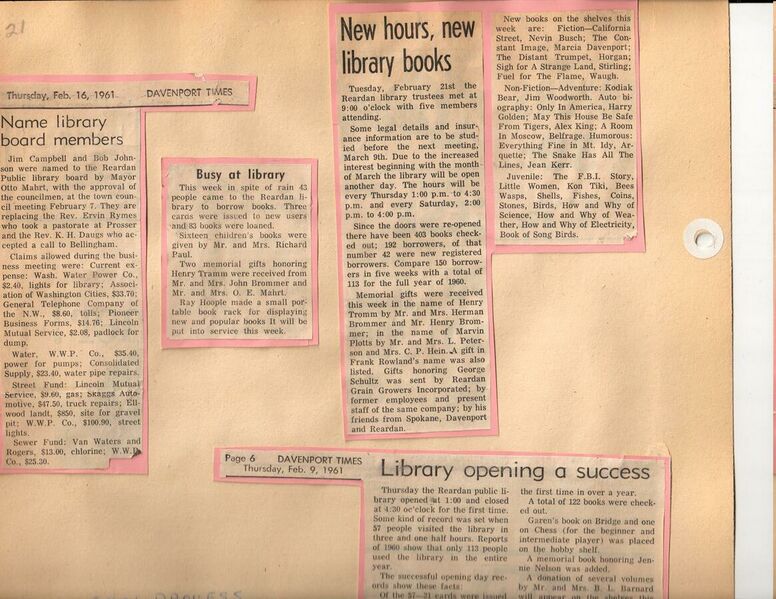 21
Thursday, Feb. 16, 1961 DAVENPORT TIMES
Name library
board members
Jim Campbell and Bob John-
son were named to the Reardan
Public library board by Mayor
Otto Mahrt, with the approval of
the councilmen, at the town coun-
cil meeting February 7. They are
replacing the Rev. Ervin Rymes
who took a pastorate at Prosser
and the Rev. K. H. Daugs who ac-
cepted a call to Bellingham.
Claims allowed during the busi-
ness meeting were: Current ex-
pense: Wash. Water Power Co.,
$2.40, lights for library; Associ-
ation of Washington Cities, $33.70;
General Telephone Company of
the N.W., $8.60, tolls; Pioneer
Business Forms, $14.76; Lincoln
Mutual Service, $2.08, padlock for
dump.
Water, W.W.P. Co., $35.40,
power for pumps; Consolidated
Supply, $23.40, water pipe repairs.
Street Fund: Lincoln Mutual
Service, $9.60, gas; Skaggs Auto-
motive, $47.50, truck repairs; Ell-
wood landt, $850, site for gravel
pit; W.W.P. Co., $100.90, street
lights.
Sewer Fund: Van Waters and
Rogers, $13.00, chlorine; W.W.P.
Co., $25.30.
Busy at library
This week in spite of rain 43
people came to the Reardan li-
brary to borrow books. Three
cards were issued to new users
and 83 books were loaned.
Sixteen children's books were
given by Mr. and Mrs. Richard
Paul.
Two memorial gifts honoring
Henry Tramm were received from
Mr. and Mrs. John Brommer and
Mr. and Mrs. O. E. Mahrt.
Ray Hoople made a small por-
table book rack for displaying
new and popular books It will be
put into service this week.
New hours, new
library books
Tuesday, February 21st the
Reardan library trustees met at
9:00 o'clock with five members
attending.
Some legal details and insur-
ance information are to be stud-
ied before the next meeting,
March 9th. Due to the increased
interest beginning with the month
of March the library will be open
another day. The hours will be
every Thursday 1:00 p.m. to 4:30
p.m. and every Saturday, 2:00
p.m. to 4:00 p.m.
Since the doors were re-opened
there have been 403 books check-
ed out; 192 borrowers, of that
number 42 were new registered
borrowers. Compare 150 borrow-
ers in five weeks with a total of
113 for the full year of 1960.
Memorial gifts were received
this week in the name of Henry
Tromm by Mr. and Mrs. Herman
Brommer and Mr. Henry Brom-
mer; in the name of Marvin
Plotts by Mr. and Mrs. L. Peter-
son and Mrs. C. P. Hein. A gift in
Frank Rowland's name was also
listed. Gifts honoring George
Schultz was sent by Reardan
Grain Growers Incorporated; by
former employees and present
staff of the same company; by his
friends from Spokane, Davenport
and Reardan.
New books on the shelves this
week are: Fiction—California
Street, Nevin Busch; The Con-
stant Image, Marcia Davenport;
The Distant Trumpet, Horgan;
Sigh for A Strange Land, Stirling;
Fuel for The Flame, Waugh.
Non-Fiction—Adventure: Kodiak
Bear, Jim Woodworth. Auto bi-
ography: Only In America, Harry
Golden; May This House Be Safe
From Tigers, Alex King; A Room
In Moscow, Belfrage. Humorous:
Everything Fine in Mt. Idy, Ar-
quette; The Snake Has All The
Lines, Jean Kerr.
Juvenile: The F.B.I. Story,
Little Women, Kon Tiki, Bees
Wasps, Shells, Fishes, Coins,
Stones, Birds, How and Why of
Science, How and Why of Wea-
ther, How and Why of Electricity,
Book of Song Birds.
Page 6 DAVENPORT TIMES
Thursday, Feb. 9, 1961
Library opening a success
Thursday the Reardan public li-
brary opened at 1:00 and closed
at 4:30 oc'clock for the first time.
Some kind of record was set when
57 people visited the library in
three and one half hours. Reports
of 1960 show that only 113 people
used the library in the entire
year.
The successful opening day rec-
ords show these facts:
Of the 57—21 cards were issued
the first time in over a year.
A total of 122 books were check-
ed out.
Garen's book on Bridge and one
on Chess (for the beginner and
intermediate player) was placed
on the hobby shelf.
A memorial book honoring Jen-
nie Nelson was added.
A donation of several volumes
by Mr. and Mrs. B. L. Barnard
will appear on the shelves this